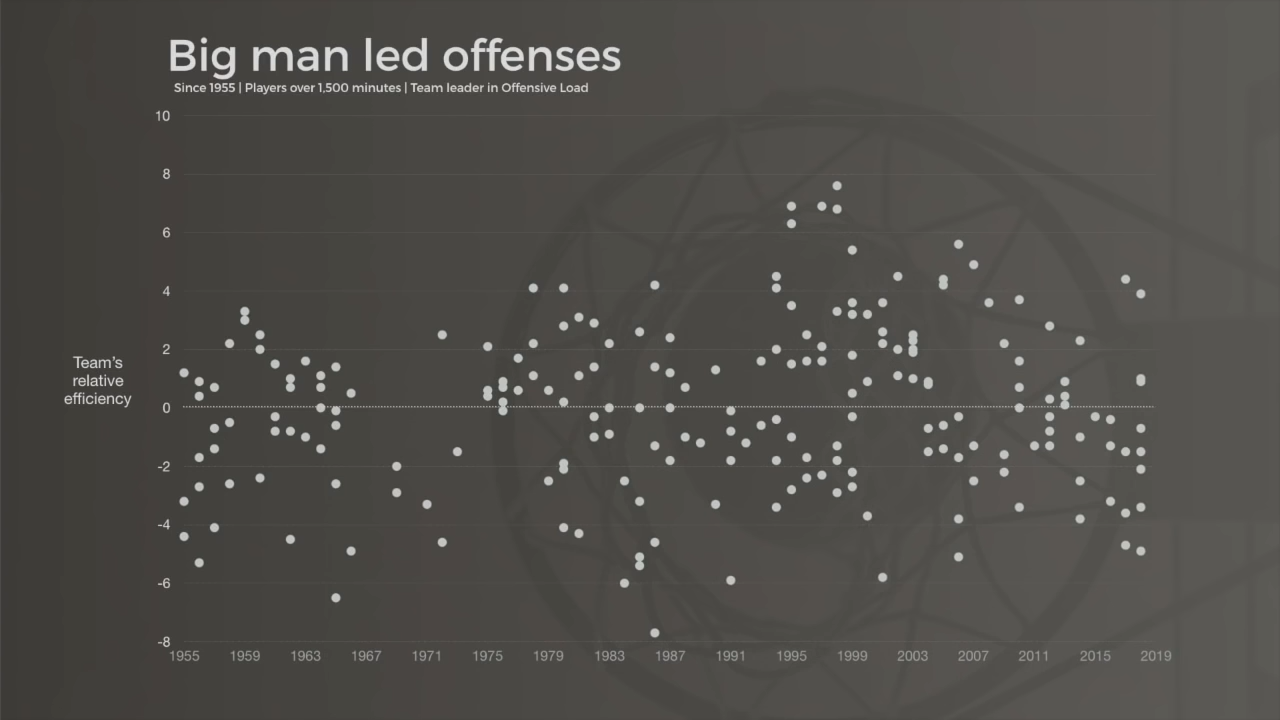 Big man led offenses
Since 1955 | Players over 1,500 minutes | Team leader in Offensive Load
10
8
6
4
2
0
-2
-4
-6
-8
Team's
relative
efficiency
1955 1959 1963 1967 1971 1975 1979 1983 1987 1991 1995 1999 2003 2007 2011 2015 2019